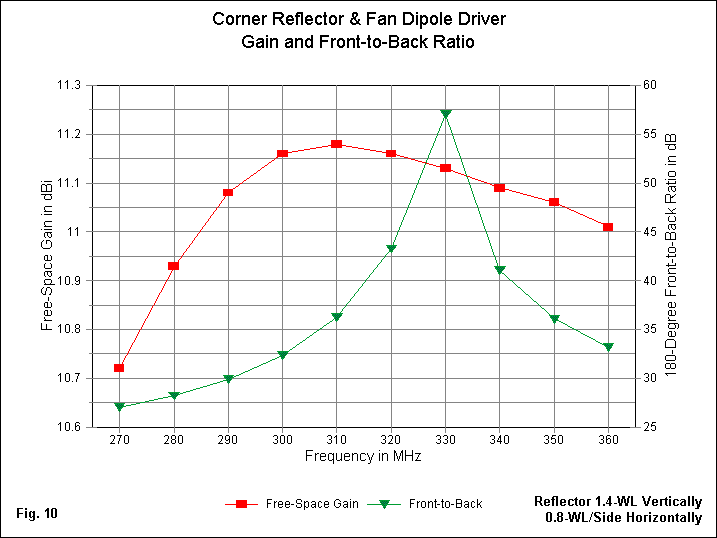 Corner Reflector & Fan Dipole Driver
Gain and Front-to-Back Ratio
11.3
11.2
11.1
11
10.9
10.8
10.7
10.6
Free-Space Gain in dBi
60
55
50
45
40
35
30
25
180-Degree Front-to-Back Ratio in dB
270 280 290 300 310 320 330 340 350 360
Frequency in MHz
Free-Space Gain Front-to-Back
Fig. 10
Reflector 1.4-WL Vertically
0.8-WL/Side Horizontally